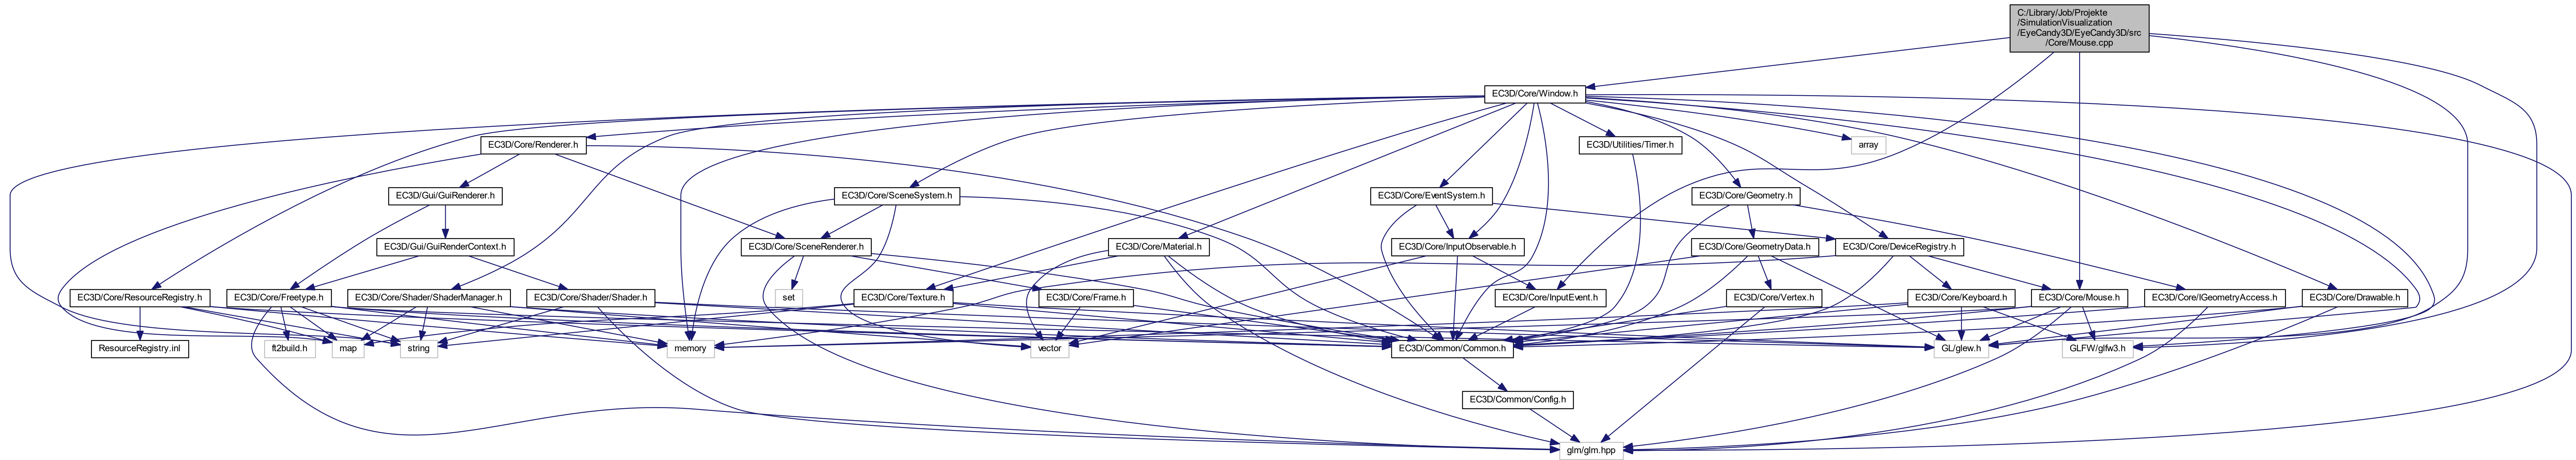 C:/Library/Job/Projekte
/SimulationVisualization
/EyeCandy3D/EyeCandy3D/src
/Core/Mouse.cpp
EC3D/Core/Window.h
EC3D/Core/Renderer.h
EC3D/Utilities/Timer.h
array
EC3D/Gui/GuiRenderer.h
EC3D/Core/SceneSystem.h
EC3D/Core/EventSystem.h
EC3D/Core/Geometry.h
EC3D/Gui/GuiRenderContext.h
EC3D/Core/SceneRenderer.h
EC3D/Core/Material.h
EC3D/Core/InputObservable.h
EC3D/Core/GeometryData.h
EC3D/Core/DeviceRegistry.h
EC3D/Core/ResourceRegistry.h
EC3D/Core/Freetype.h
EC3D/Core/Shader/ShaderManager.h
EC3D/Core/Shader/Shader.h
set
EC3D/Core/Texture.h
EC3D/Core/Frame.h
EC3D/Core/InputEvent.h
EC3D/Core/Vertex.h
EC3D/Core/Keyboard.h
EC3D/Core/Mouse.h
EC3D/Core/IGeometryAccess.h
EC3D/Core/Drawable.h
ResourceRegistry.inl
ft2build.h
map
string
memory
vector
EC3D/Common/Common.h
GL/glew.h
GLFW/glfw3.h
EC3D/Common/Config.h
glm/glm.hpp